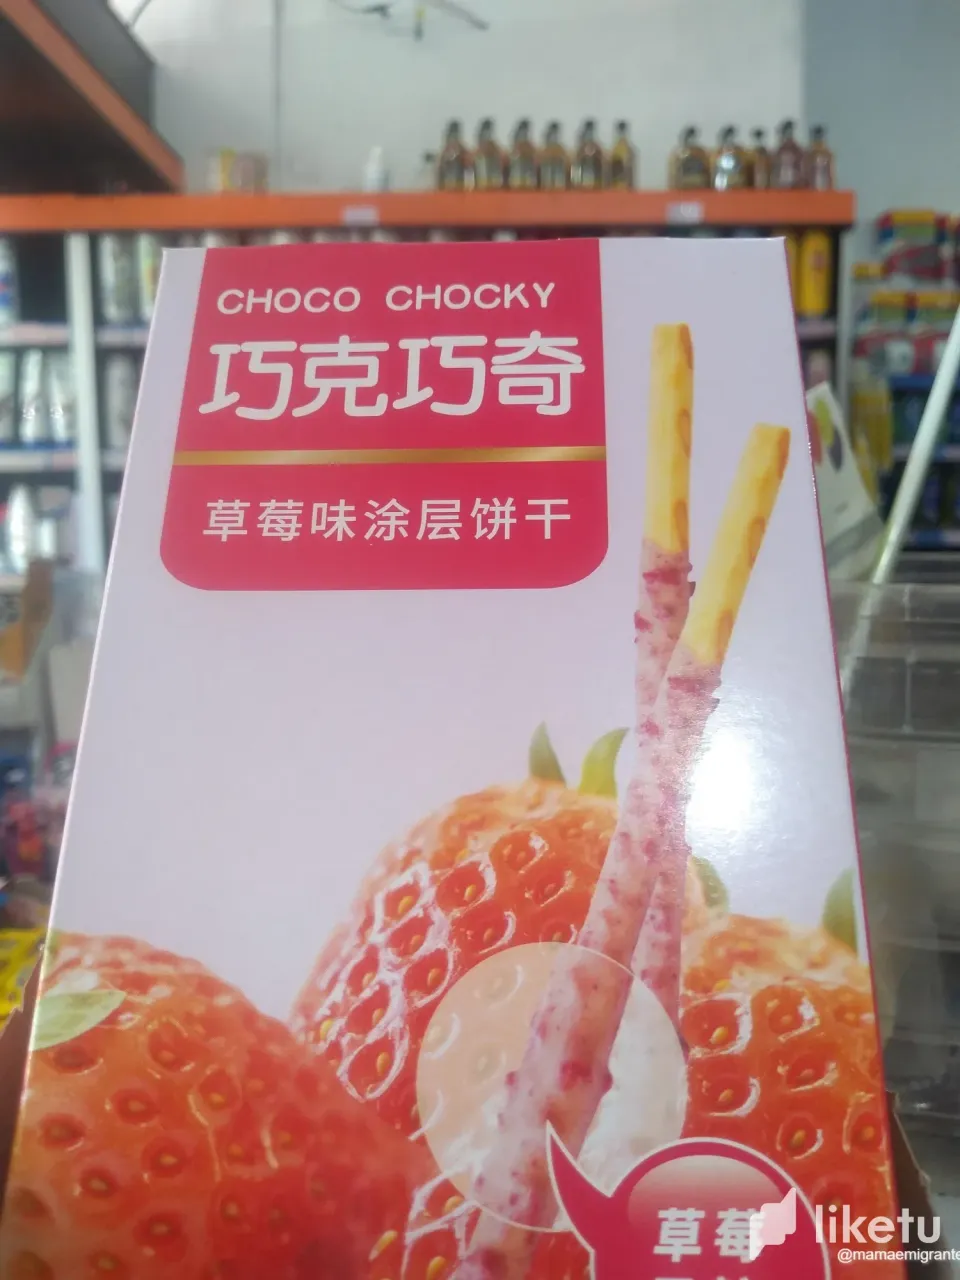 CHOCO CHOCKY
巧克巧奇
草莓味涂层饼干
草莓
liketu
@mamaemigrante